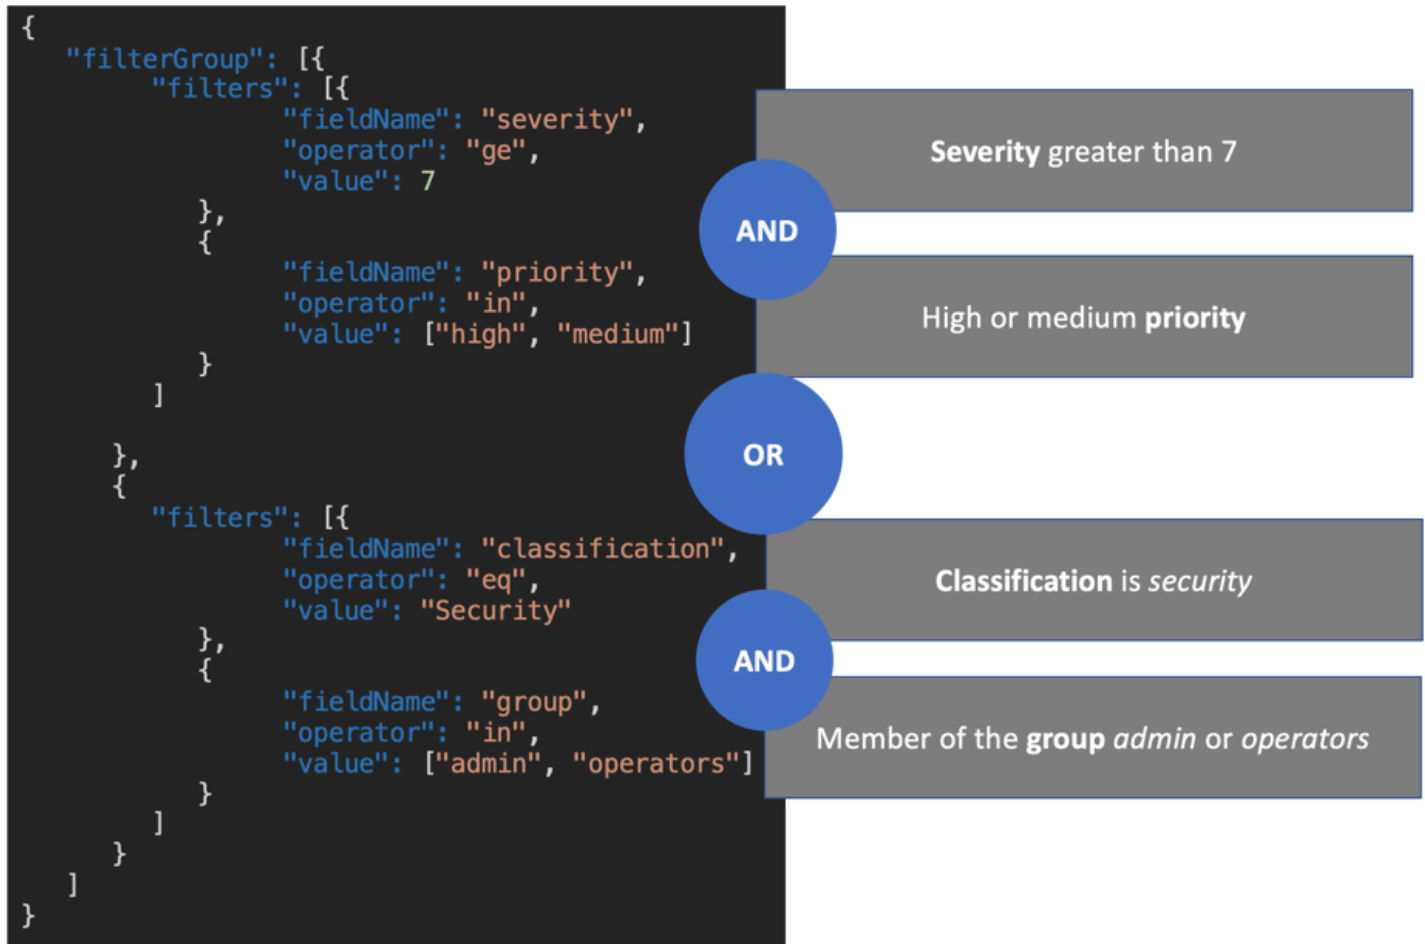 {
"filterGroup": [{
"filters": [{
"fieldName": "severity",
"operator": "ge",
"value": 7
},
{
"fieldName": "priority",
"operator": "in",
"value": ["high", "medium"]
}
]
},
{
"filters": [{
"fieldName": "classification",
"operator": "eq",
"value": "Security"
},
{
"fieldName": "group",
"operator": "in",
"value": ["admin", "operators"]
}
]
}
]
}
Severity greater than 7
AND
High or medium priority
OR
Classification is security
AND
Member of the group admin or operators